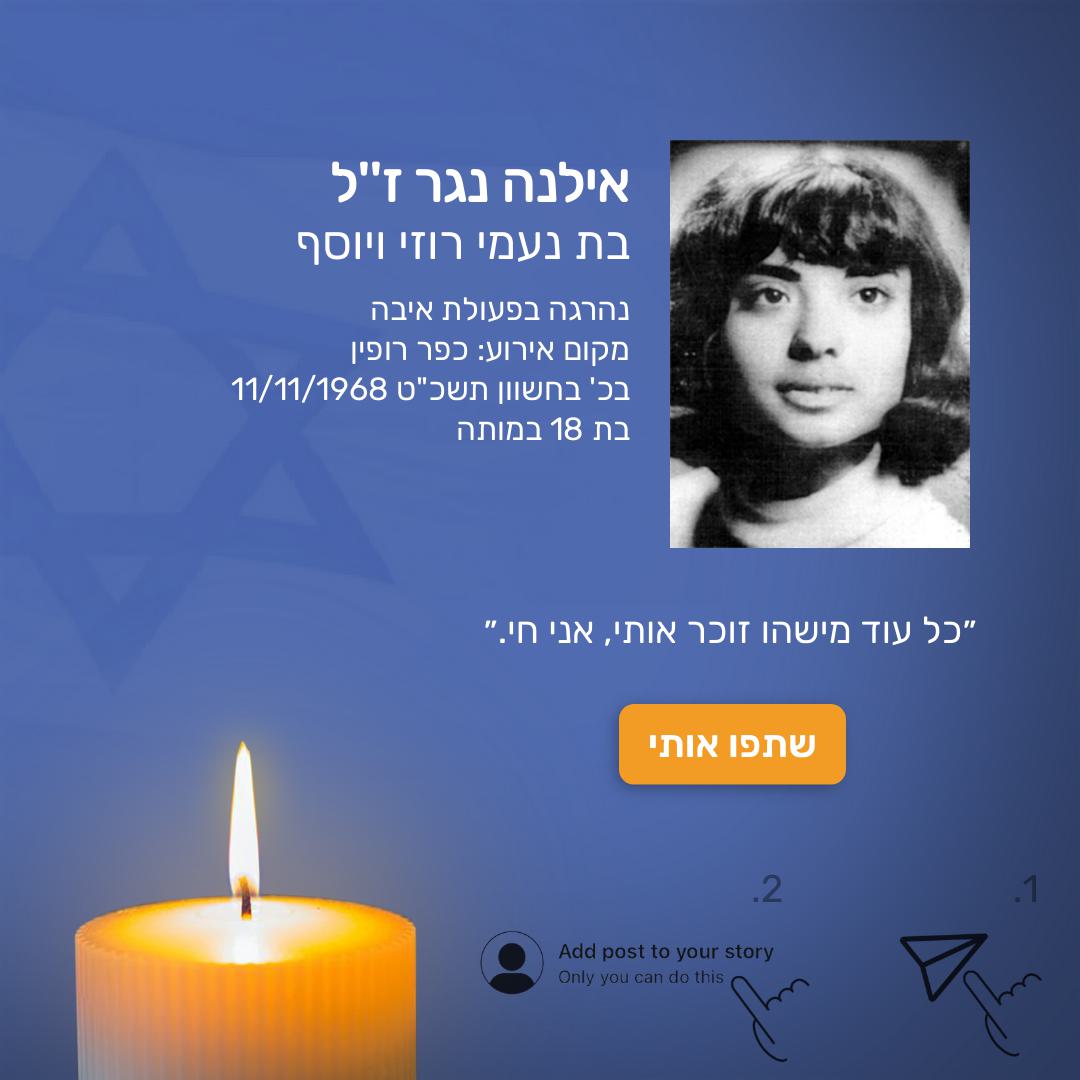 אילנה נגר ז"ל
בת נעמי רוזי ויוסף
נהרגה בפעולת איבה
מקום אירוע: כפר רופין
בכ' בחשוון תשכ"ט 11/11/1968
בת 18 במותה
״כל עוד מישהו זוכר אותי, אני חי.״
שתפו אותי
1.
2.
Add post to your story
Only you can do this